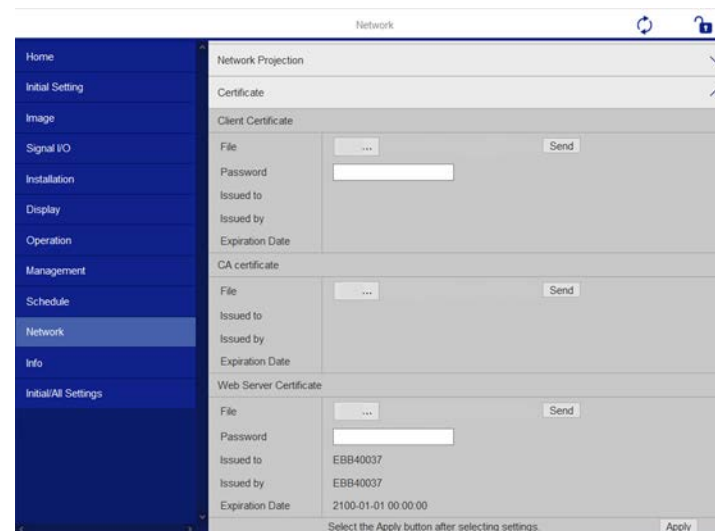 Network
Home
Initial Setting
Image
Signal I/O
Installation
Display
Operation
Management
Schedule
Network
Info
Initial/All Settings
Network Projection
Certificate
Client Certificate
File ... Send
Password
Issued to
Issued by
Expiration Date
CA certificate
File ... Send
Issued to
Issued by
Expiration Date
Web Server Certificate
File ... Send
Password
Issued to EBB40037
Issued by EBB40037
Expiration Date 2100-01-01 00:00:00
Select the Apply button after selecting settings. Apply